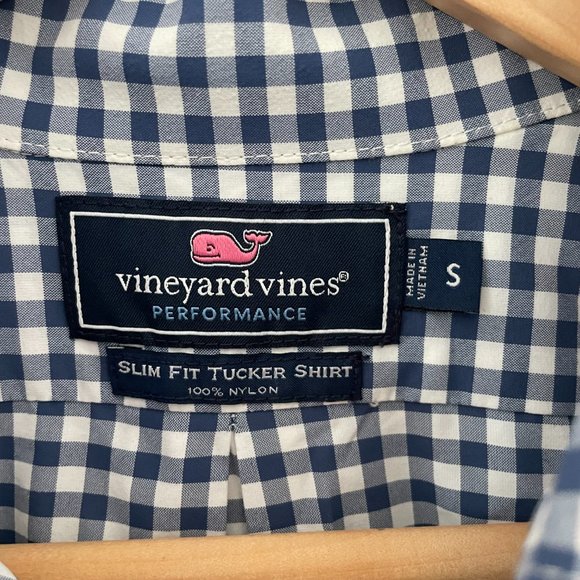 vineyard vines®
PERFORMANCE
SLIM FIT TUCKER SHIRT
100% NYLON
MADE IN
VIETNAM
S